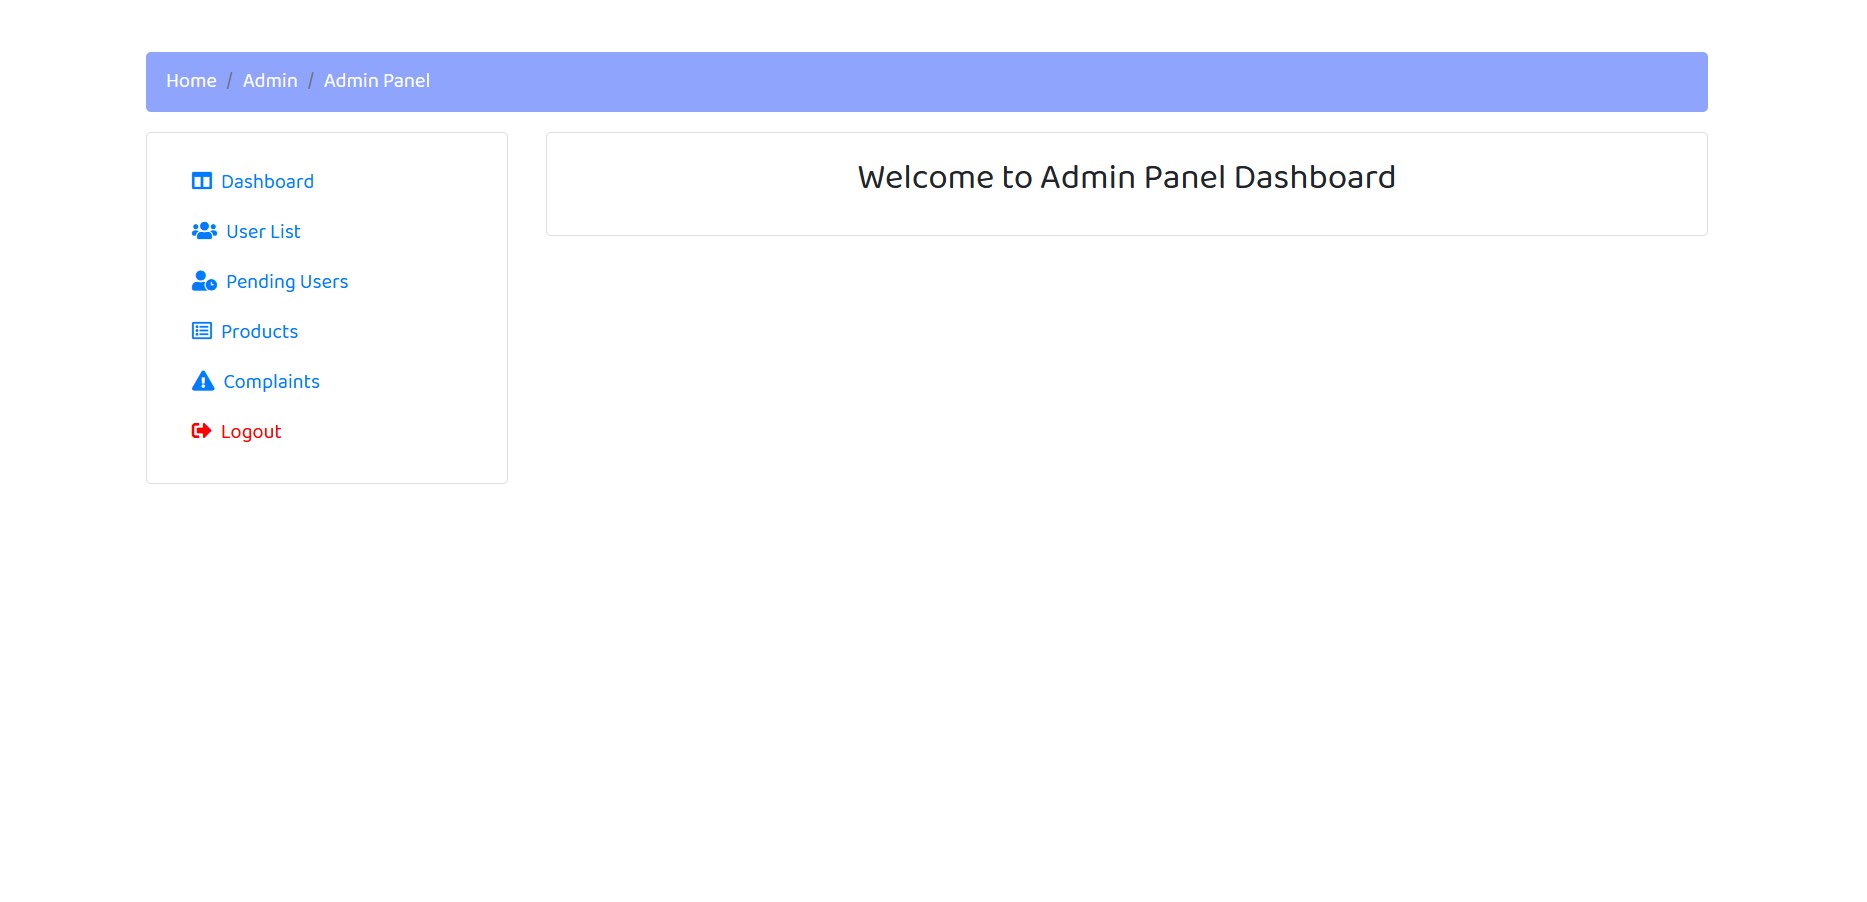 Home / Admin / Admin Panel
Dashboard
User List
Pending Users
Products
Complaints
Logout
Welcome to Admin Panel Dashboard